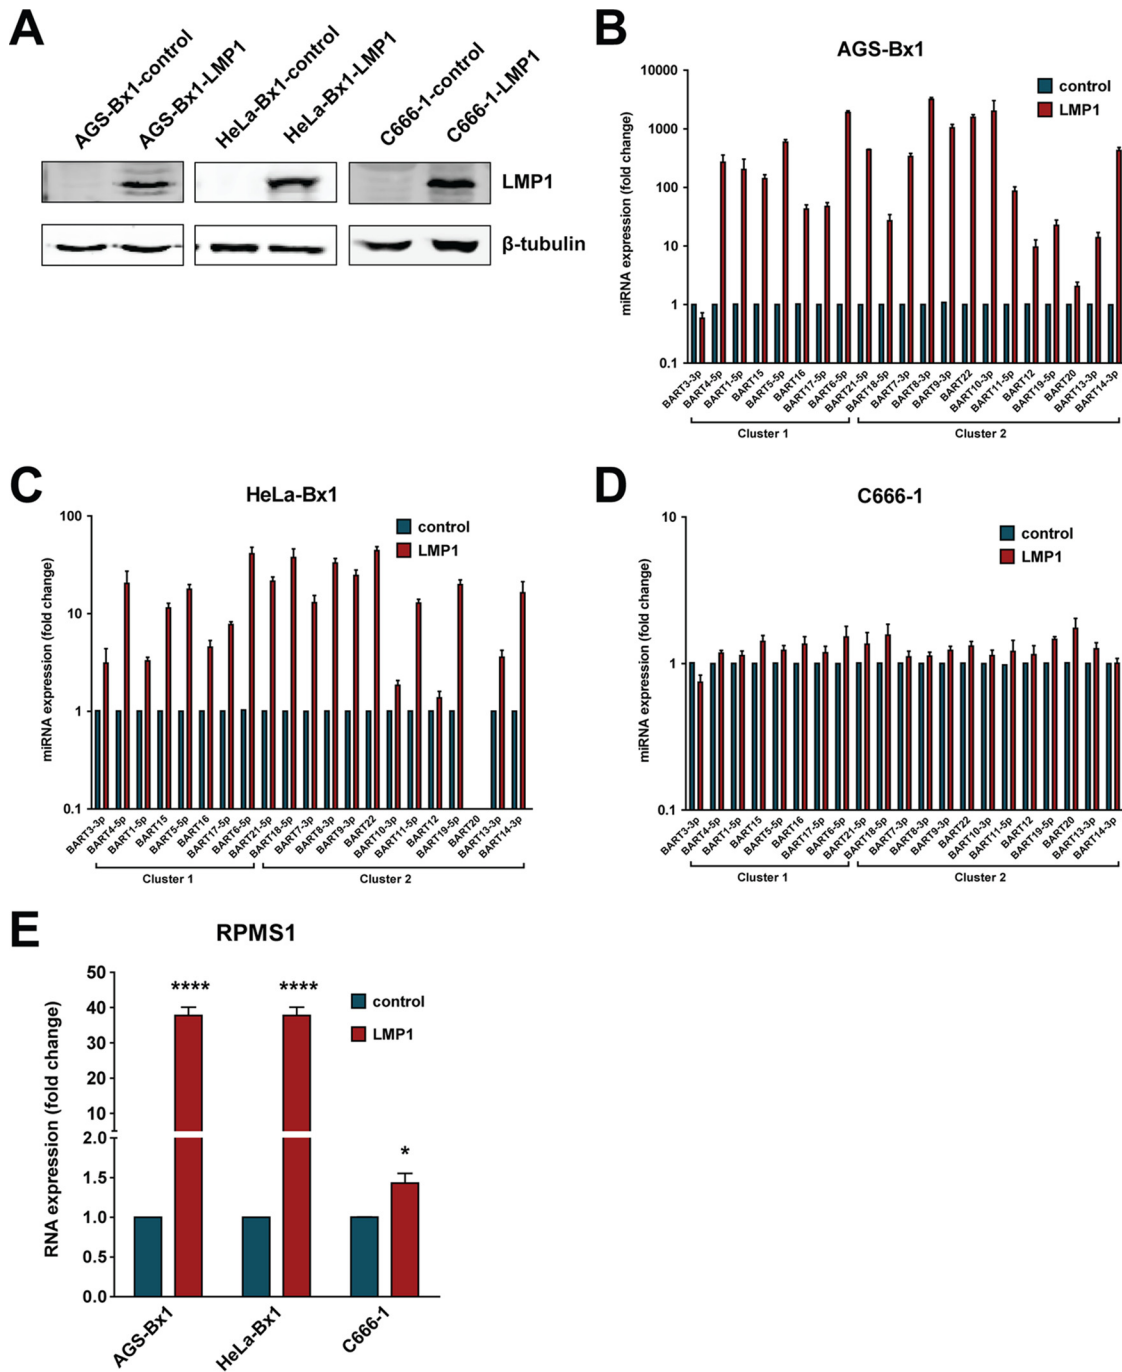 A
AGS-Bx1-control
AGS-Bx1-LMP1
HeLa-Bx1-control
HeLa-Bx1-LMP1
C666-1-control
C666-1-LMP1
LMP1
β-tubulin
B
AGS-Bx1
control
LMP1
miRNA expression (fold change)
10000
1000
100
10
1
0.1
BART3-3p
BART4-5p
BART1-5p
BART15
BART5-5p
BART16
BART17-5p
BART6-5p
BART21-5p
BART18-5p
BART7-3p
BART8-3p
BART9-3p
BART22
BART10-3p
BART11-5p
BART12
BART19-5p
BART20
BART13-3p
BART14-3p
Cluster 1
Cluster 2
C
HeLa-Bx1
control
LMP1
miRNA expression (fold change)
100
10
1
0.1
BART3-3p
BART4-5p
BART1-5p
BART15
BART5-5p
BART16
BART17-5p
BART6-5p
BART21-5p
BART18-5p
BART7-3p
BART8-3p
BART9-3p
BART22
BART10-3p
BART11-5p
BART12
BART19-5p
BART20
BART13-3p
BART14-3p
Cluster 1
Cluster 2
D
C666-1
control
LMP1
miRNA expression (fold change)
10
1
0.1
BART3-3p
BART4-5p
BART1-5p
BART15
BART5-5p
BART16
BART17-5p
BART6-5p
BART21-5p
BART18-5p
BART7-3p
BART8-3p
BART9-3p
BART22
BART10-3p
BART11-5p
BART12
BART19-5p
BART20
BART13-3p
BART14-3p
Cluster 1
Cluster 2
E
RPMS1
control
LMP1
RNA expression (fold change)
50
40
30
20
10
2.0
1.5
1.0
0.5
0.0
****
****
*
AGS-Bx1
HeLa-Bx1
C666-1